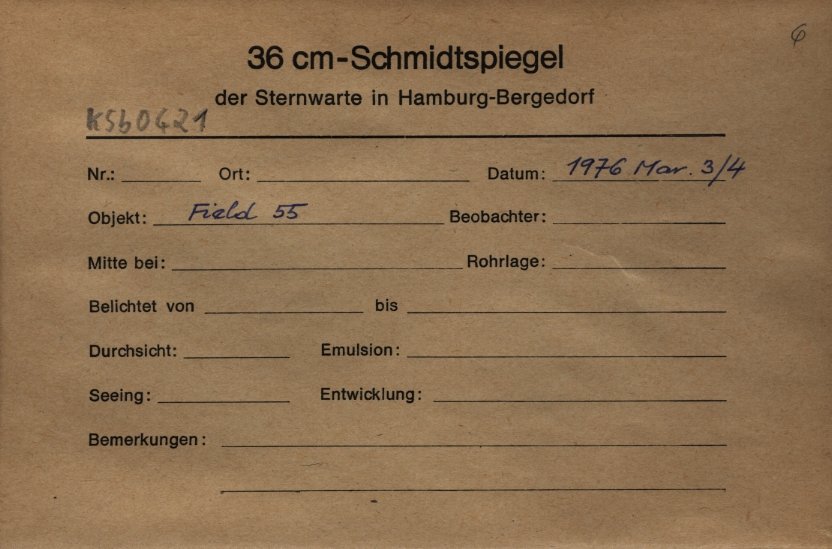 6
36 cm-Schmidtspiegel
der Sternwarte in Hamburg-Bergedorf
KSb0421
Nr.: Ort: Datum: 1976 Mar. 3/4
Objekt: Field 55 Beobachter:
Mitte bei: Rohrlage:
Belichtet von bis
Durchsicht: Emulsion:
Seeing: Entwicklung:
Bemerkungen: